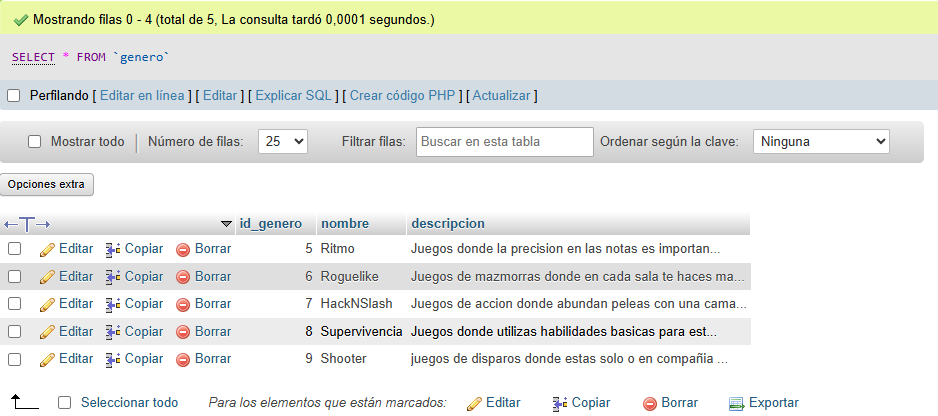 Mostrando filas 0 - 4 (total de 5, La consulta tardó 0,0001 segundos.)
SELECT * FROM `genero`
Perfilando [ Editar en línea ] [ Editar ] [ Explicar SQL ] [ Crear código PHP ] [ Actualizar ]
Mostrar todo Número de filas: 25 Filtrar filas: Buscar en esta tabla Ordenar según la clave: Ninguna
Opciones extra
←T→ id_genero nombre descripcion
Editar Copiar Borrar 5 Ritmo Juegos donde la precision en las notas es importan...
Editar Copiar Borrar 6 Roguelike Juegos de mazmorras donde en cada sala te haces ma...
Editar Copiar Borrar 7 HackNSlash Juegos de accion donde abundan peleas con una cama...
Editar Copiar Borrar 8 Supervivencia Juegos donde utilizas habilidades basicas para est...
Editar Copiar Borrar 9 Shooter juegos de disparos donde estas solo o en compañia ...
Seleccionar todo Para los elementos que están marcados: Editar Copiar Borrar Exportar